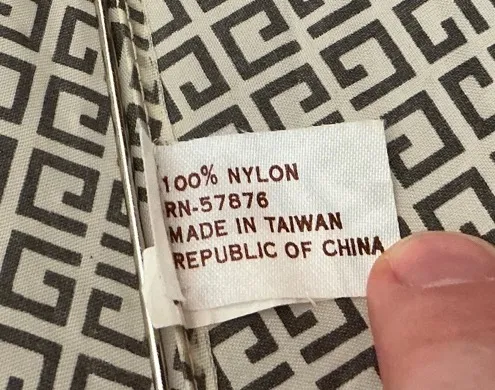 100% NYLON
RN-57876
MADE IN TAIWAN
REPUBLIC OF CHINA